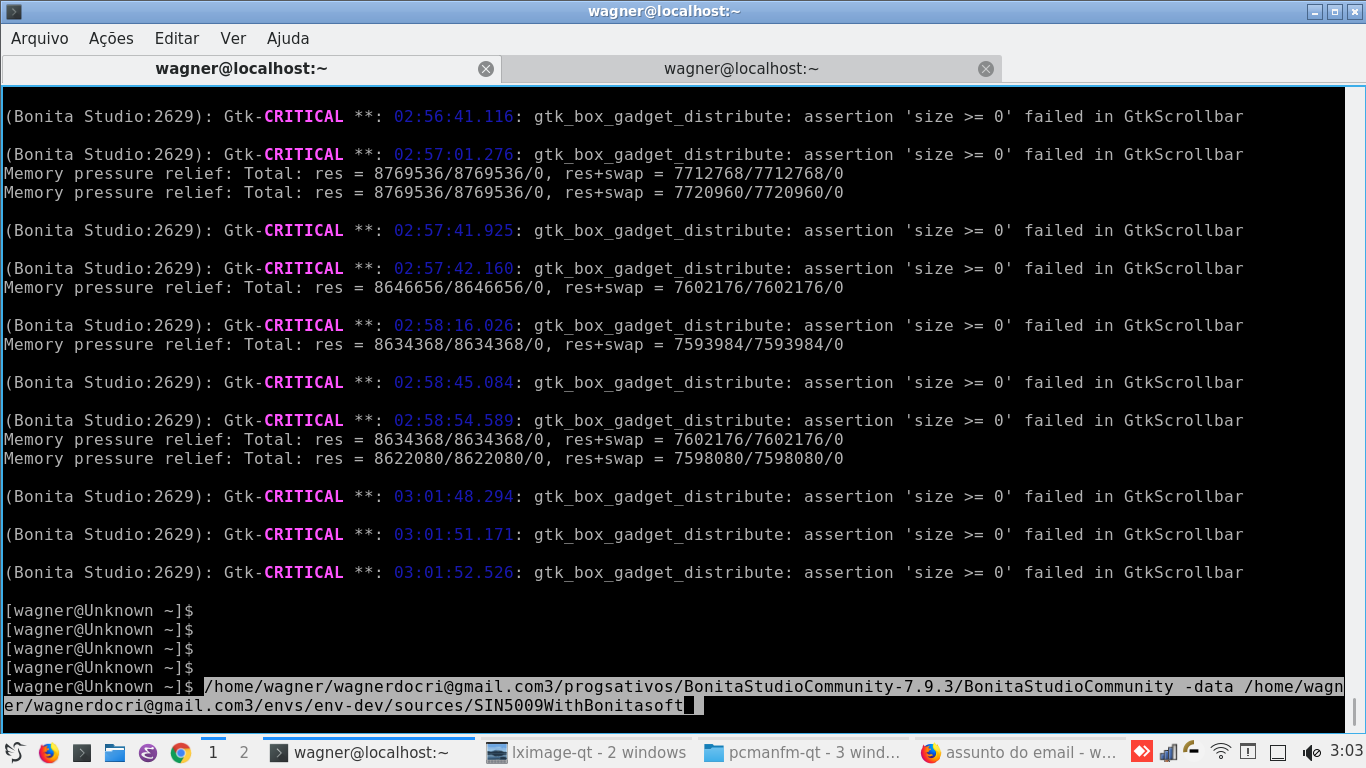 wagner@localhost:~
Arquivo Ações Editar Ver Ajuda
wagner@localhost:~ wagner@localhost:~
(Bonita Studio:2629): Gtk-CRITICAL **: 02:56:41.116: gtk_box_gadget_distribute: assertion 'size >= 0' failed in GtkScrollbar
(Bonita Studio:2629): Gtk-CRITICAL **: 02:57:01.276: gtk_box_gadget_distribute: assertion 'size >= 0' failed in GtkScrollbar
Memory pressure relief: Total: res = 8769536/8769536/0, res+swap = 7712768/7712768/0
Memory pressure relief: Total: res = 8769536/8769536/0, res+swap = 7720960/7720960/0
(Bonita Studio:2629): Gtk-CRITICAL **: 02:57:41.925: gtk_box_gadget_distribute: assertion 'size >= 0' failed in GtkScrollbar
(Bonita Studio:2629): Gtk-CRITICAL **: 02:57:42.160: gtk_box_gadget_distribute: assertion 'size >= 0' failed in GtkScrollbar
Memory pressure relief: Total: res = 8646656/8646656/0, res+swap = 7602176/7602176/0
(Bonita Studio:2629): Gtk-CRITICAL **: 02:58:16.026: gtk_box_gadget_distribute: assertion 'size >= 0' failed in GtkScrollbar
Memory pressure relief: Total: res = 8634368/8634368/0, res+swap = 7593984/7593984/0
(Bonita Studio:2629): Gtk-CRITICAL **: 02:58:45.084: gtk_box_gadget_distribute: assertion 'size >= 0' failed in GtkScrollbar
(Bonita Studio:2629): Gtk-CRITICAL **: 02:58:54.589: gtk_box_gadget_distribute: assertion 'size >= 0' failed in GtkScrollbar
Memory pressure relief: Total: res = 8634368/8634368/0, res+swap = 7602176/7602176/0
Memory pressure relief: Total: res = 8622080/8622080/0, res+swap = 7598080/7598080/0
(Bonita Studio:2629): Gtk-CRITICAL **: 03:01:48.294: gtk_box_gadget_distribute: assertion 'size >= 0' failed in GtkScrollbar
(Bonita Studio:2629): Gtk-CRITICAL **: 03:01:51.171: gtk_box_gadget_distribute: assertion 'size >= 0' failed in GtkScrollbar
(Bonita Studio:2629): Gtk-CRITICAL **: 03:01:52.526: gtk_box_gadget_distribute: assertion 'size >= 0' failed in GtkScrollbar
[wagner@Unknown ~]$
[wagner@Unknown ~]$
[wagner@Unknown ~]$
[wagner@Unknown ~]$
[wagner@Unknown ~]$ /home/wagner/wagnerdocri@gmail.com3/progsativos/BonitaStudioCommunity-7.9.3/BonitaStudioCommunity -data /home/wagn
er/wagnerdocri@gmail.com3/envs/env-dev/sources/SIN5009WithBonitasoft
1 2 wagner@localhost:~ lximage-qt - 2 windows pcmanfm-qt - 3 wind... assunto do email - w... 3:03